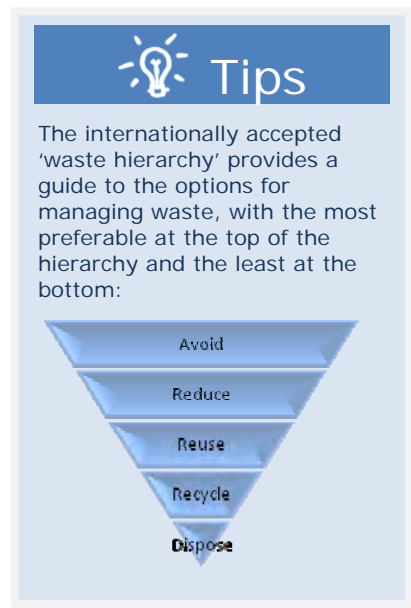 Tips
The internationally accepted
‘waste hierarchy’ provides a
guide to the options for
managing waste, with the most
preferable at the top of the
hierarchy and the least at the
bottom:
Avoid
Reduce
Reuse
Recycle
Dispose